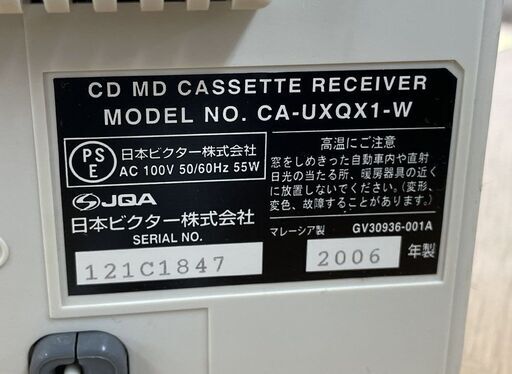 CD MD CASSETTE RECEIVER
MODEL NO. CA-UXQX1-W
PS
E
日本ビクター株式会社
AC 100V 50/60Hz 55W
JQA
日本ビクター株式会社
SERIAL NO.
121C1847
高温にご注意
窓をしめきった自動車内や直射
日光の当たる所、暖房器具の近く
に放置しないでください。(変形、
変色、故障することがあります。)
マレーシア製 GV30936-001A
2006 年製